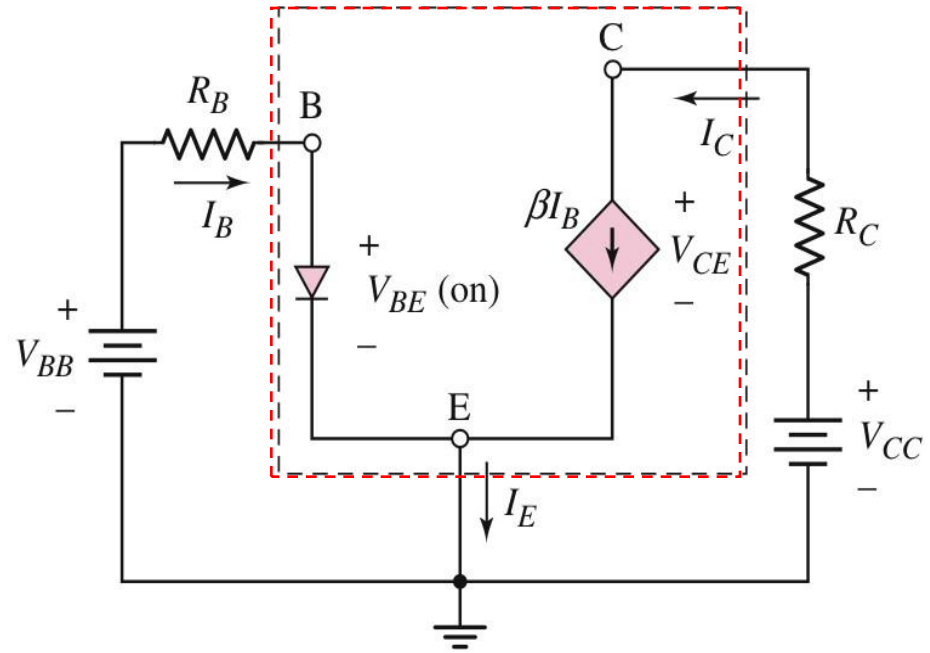 C
R_B
B
I_C
I_B
βI_B
+
R_C
+
V_CE
V_BE (on)
–
+
–
V_BB
+
–
E
V_CC
–
I_E